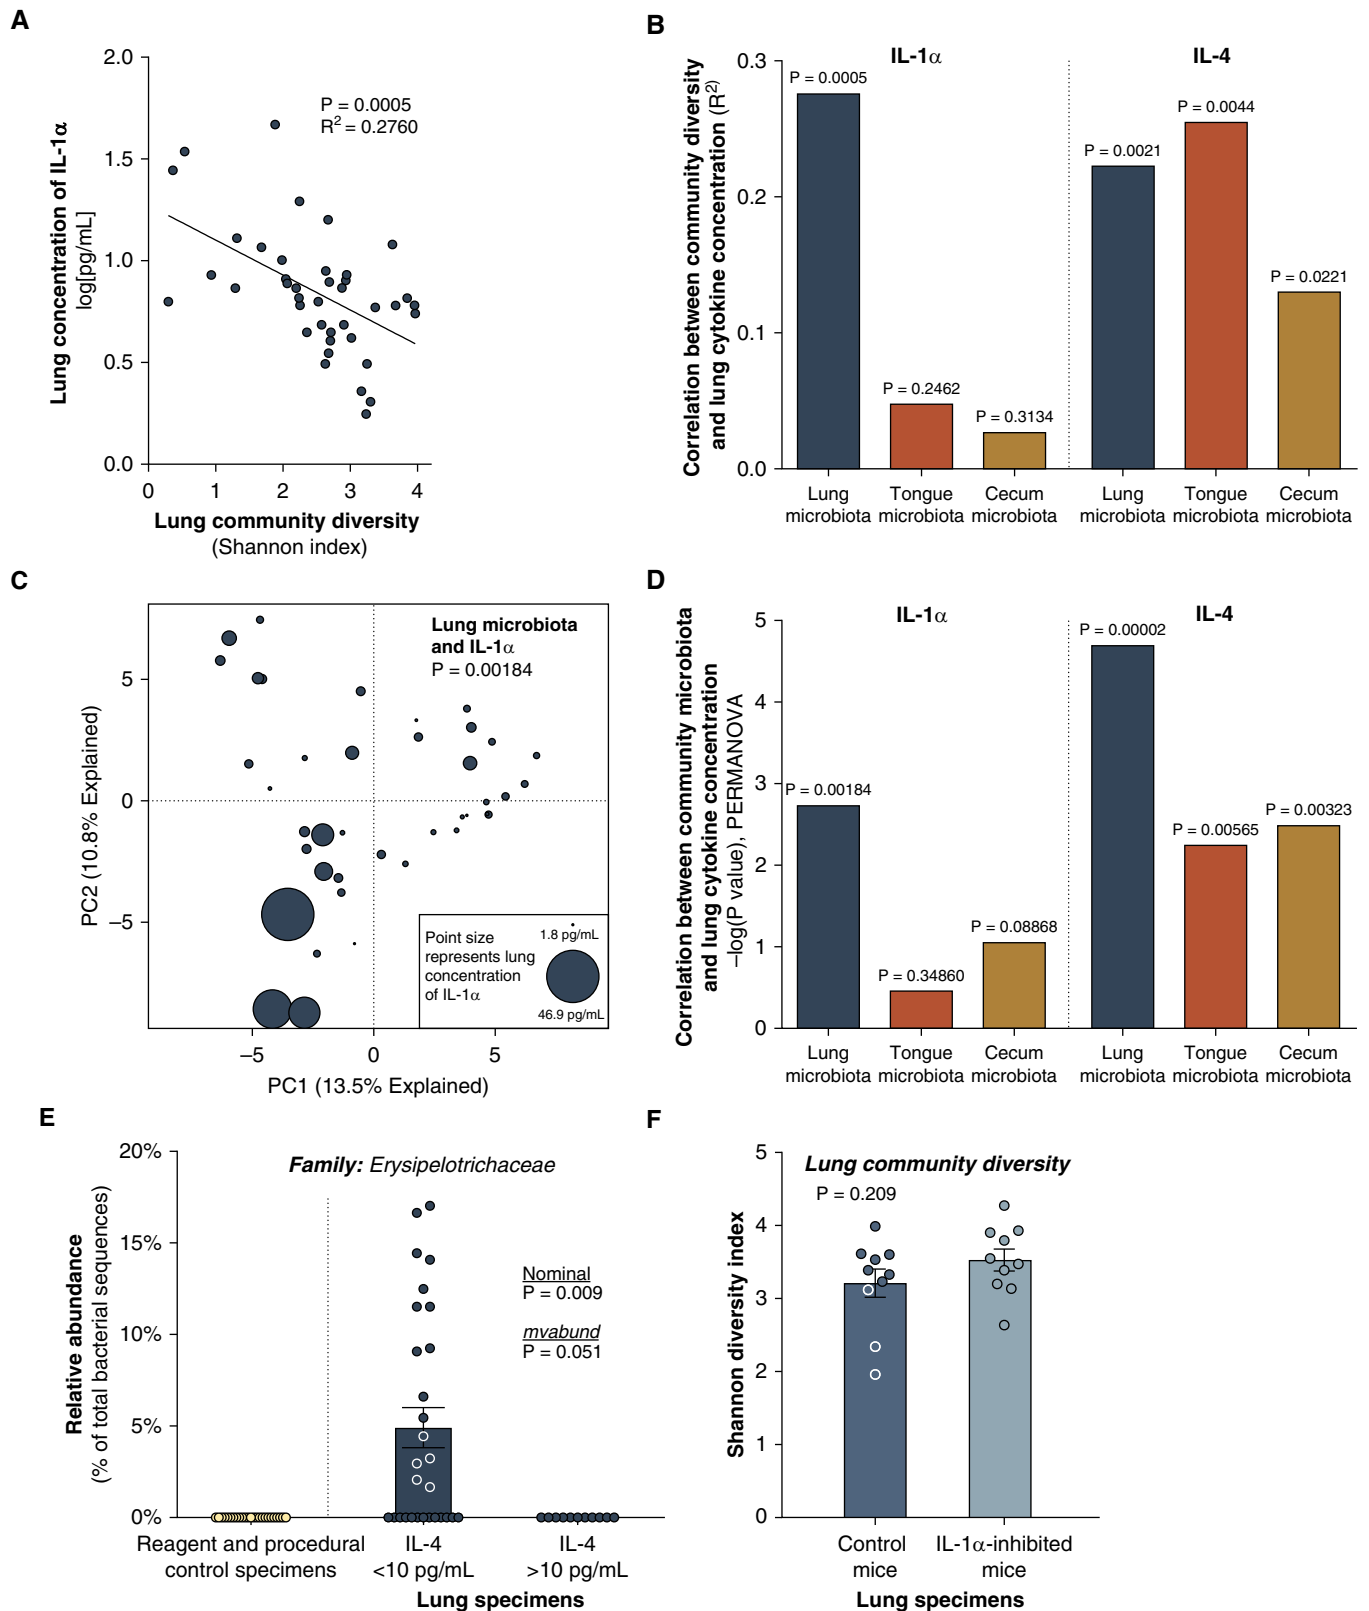 A
2.0
1.5
1.0
0.5
0.0
0 1 2 3 4
Lung concentration of IL-1α
log[pg/mL]
P = 0.0005
R² = 0.2760
Lung community diversity
(Shannon index)
B
IL-1α
IL-4
0.3
0.2
0.1
0.0
Correlation between community diversity
and lung cytokine concentration (R²)
P = 0.0005
P = 0.2462
P = 0.3134
P = 0.0021
P = 0.0044
P = 0.0221
Lung Tongue Cecum Lung Tongue Cecum
microbiota microbiota microbiota microbiota microbiota microbiota
C
Lung microbiota
and IL-1α
P = 0.00184
5
0
−5
PC2 (10.8% Explained)
Point size
represents lung
concentration
of IL-1α
1.8 pg/mL
46.9 pg/mL
−5 0 5
PC1 (13.5% Explained)
D
IL-1α
IL-4
5
4
3
2
1
0
Correlation between community microbiota
and lung cytokine concentration
−log(P value), PERMANOVA
P = 0.00184
P = 0.34860
P = 0.08868
P = 0.00002
P = 0.00565
P = 0.00323
Lung Tongue Cecum Lung Tongue Cecum
microbiota microbiota microbiota microbiota microbiota microbiota
E
Family: Erysipelotrichaceae
20%
15%
10%
5%
0%
Relative abundance
(% of total bacterial sequences)
Nominal
P = 0.009
mvabund
P = 0.051
Reagent and procedural
control specimens
IL-4
<10 pg/mL
IL-4
>10 pg/mL
Lung specimens
F
Lung community diversity
P = 0.209
5
4
3
2
1
0
Shannon diversity index
Control
mice
IL-1α-inhibited
mice
Lung specimens